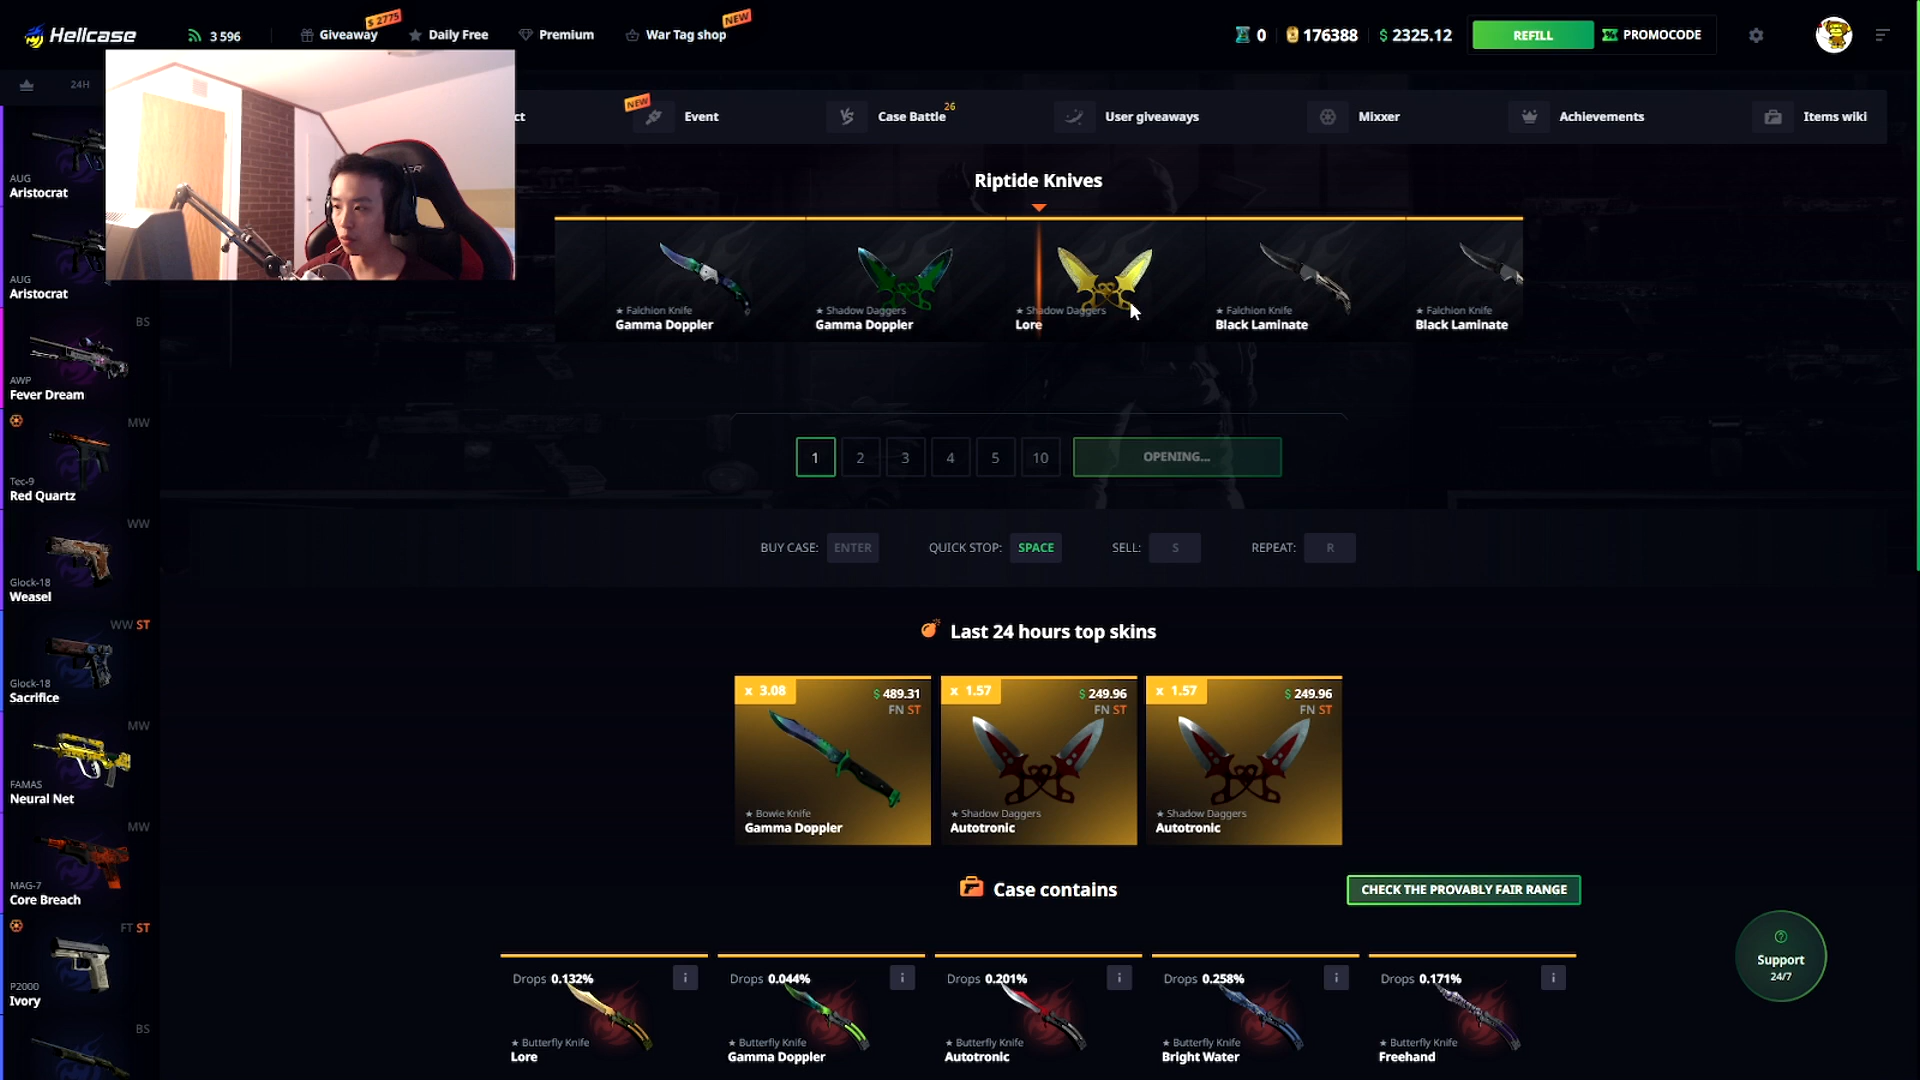 Hellcase
3 596
Giveaway
$ 2775
Daily Free
Premium
War Tag shop
NEW
0
176388
$ 2325.12
REFILL
PROMOCODE
24H
ct
NEW
Event
Case Battle
26
User giveaways
Mixxer
Achievements
Items wiki
AUG
Aristocrat
AUG
Aristocrat
BS
AWP
Fever Dream
MW
Tec-9
Red Quartz
WW
Glock-18
Weasel
WW ST
Glock-18
Sacrifice
MW
FAMAS
Neural Net
MW
MAG-7
Core Breach
FT ST
P2000
Ivory
BS
Riptide Knives
★ Falchion Knife
Gamma Doppler
★ Shadow Daggers
Gamma Doppler
★ Shadow Daggers
Lore
★ Falchion Knife
Black Laminate
★ Falchion Knife
Black Laminate
1
2
3
4
5
10
OPENING...
BUY CASE: ENTER
QUICK STOP: SPACE
SELL: S
REPEAT: R
Last 24 hours top skins
x 3.08
$ 489.31
FN ST
★ Bowie Knife
Gamma Doppler
x 1.57
$ 249.96
FN ST
★ Shadow Daggers
Autotronic
x 1.57
$ 249.96
FN ST
★ Shadow Daggers
Autotronic
Case contains
CHECK THE PROVABLY FAIR RANGE
Drops 0.132%
i
★ Butterfly Knife
Lore
Drops 0.044%
i
★ Butterfly Knife
Gamma Doppler
Drops 0.201%
i
★ Butterfly Knife
Autotronic
Drops 0.258%
i
★ Butterfly Knife
Bright Water
Drops 0.171%
i
★ Butterfly Knife
Freehand
?
Support
24/7